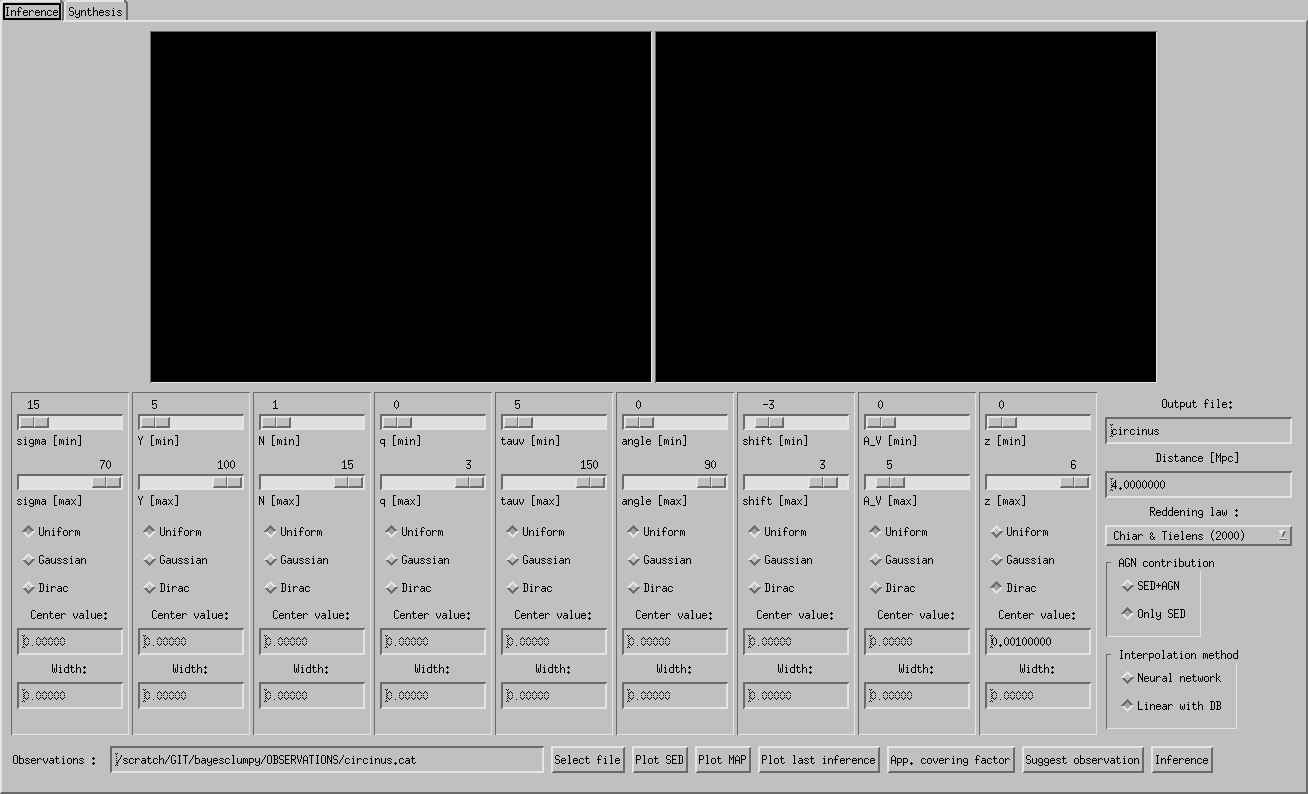 Inference Synthesis
15 5 1 0 5 0 -3 0 0
sigma [min] Y [min] N [min] q [min] tauv [min] angle [min] shift [min] A_V [min] z [min]
70 100 15 3 150 90 3 5 6
sigma [max] Y [max] N [max] q [max] tauv [max] angle [max] shift [max] A_V [max] z [max]
Uniform Uniform Uniform Uniform Uniform Uniform Uniform Uniform Uniform
Gaussian Gaussian Gaussian Gaussian Gaussian Gaussian Gaussian Gaussian Gaussian
Dirac Dirac Dirac Dirac Dirac Dirac Dirac Dirac Dirac
Center value: Center value: Center value: Center value: Center value: Center value: Center value: Center value: Center value:
0.00000 0.00000 0.00000 0.00000 0.00000 0.00000 0.00000 0.00000 0.00100000
Width: Width: Width: Width: Width: Width: Width: Width: Width:
0.00000 0.00000 0.00000 0.00000 0.00000 0.00000 0.00000 0.00000 0.00000
Output file:
circinus
Distance [Mpc]
4.0000000
Reddening law :
Chiar & Tielens (2000)
AGN contribution
SED+AGN
Only SED
Interpolation method
Neural network
Linear with DB
Observations : /scratch/GIT/bayesclumpy/OBSERVATIONS/circinus.cat Select file Plot SED Plot MAP Plot last inference App. covering factor Suggest observation Inference